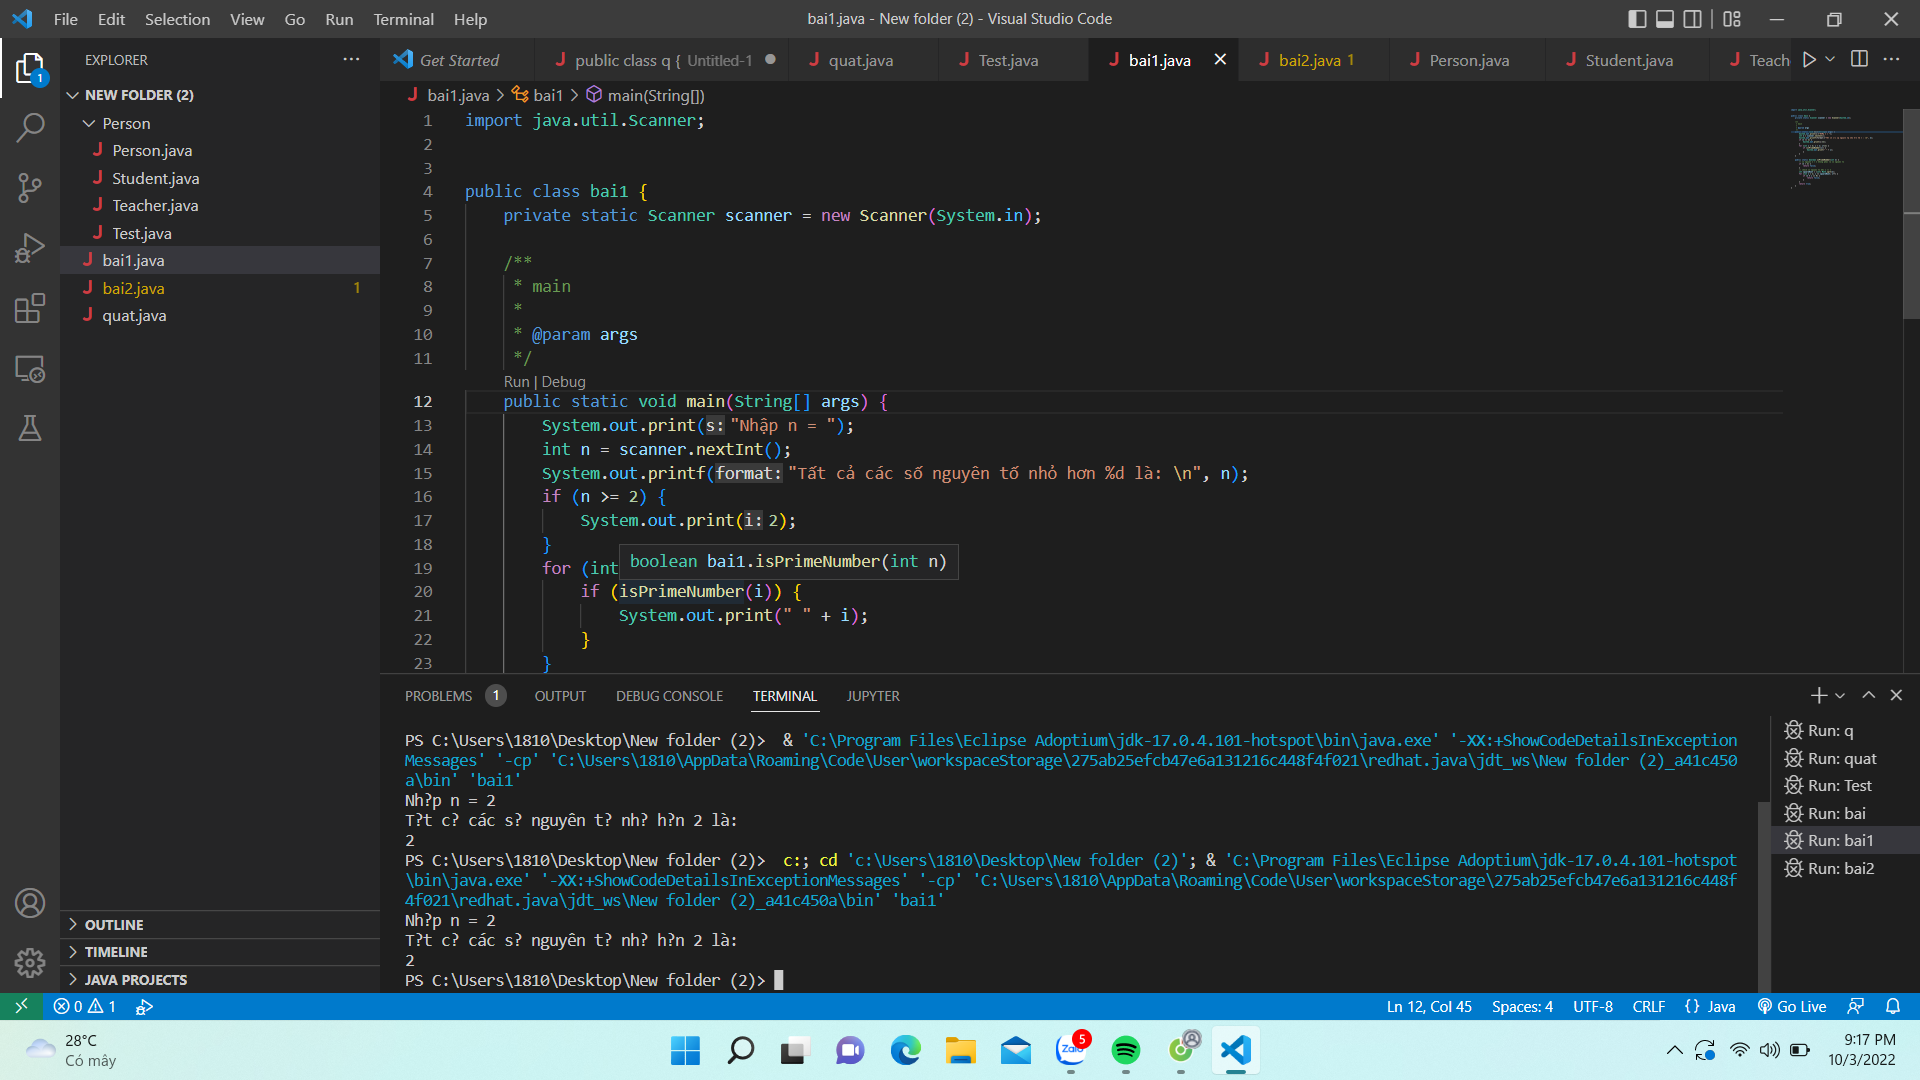 File Edit Selection View Go Run Terminal Help
bai1.java - New folder (2) - Visual Studio Code
EXPLORER
Get Started
public class q { Untitled-1
quat.java
Test.java
bai1.java
bai2.java 1
Person.java
Student.java
Teach
1
NEW FOLDER (2)
Person
Person.java
Student.java
Teacher.java
Test.java
bai1.java
bai2.java 1
quat.java
OUTLINE
TIMELINE
JAVA PROJECTS
bai1.java > bai1 > main(String[])
1 import java.util.Scanner;
2
3
4 public class bai1 {
5 private static Scanner scanner = new Scanner(System.in);
6
7 /**
8 * main
9 *
10 * @param args
11 */
Run | Debug
12 public static void main(String[] args) {
13 System.out.print(s: "Nhập n = ");
14 int n = scanner.nextInt();
15 System.out.printf(format: "Tất cả các số nguyên tố nhỏ hơn %d là: \n", n);
16 if (n >= 2) {
17 System.out.print(i: 2);
18 }
boolean bai1.isPrimeNumber(int n)
19 for (int
20 if (isPrimeNumber(i)) {
21 System.out.print(" " + i);
22 }
23 }
PROBLEMS 1 OUTPUT DEBUG CONSOLE TERMINAL JUPYTER
PS C:\Users\1810\Desktop\New folder (2)> & 'C:\Program Files\Eclipse Adoptium\jdk-17.0.4.101-hotspot\bin\java.exe' '-XX:+ShowCodeDetailsInException
Messages' '-cp' 'C:\Users\1810\AppData\Roaming\Code\User\workspaceStorage\275ab25efcb47e6a131216c448f4f021\redhat.java\jdt_ws\New folder (2)_a41c450
a\bin' 'bai1'
Nh?p n = 2
T?t c? các s? nguyên t? nh? h?n 2 là:
2
PS C:\Users\1810\Desktop\New folder (2)> c:; cd 'c:\Users\1810\Desktop\New folder (2)'; & 'C:\Program Files\Eclipse Adoptium\jdk-17.0.4.101-hotspot
\bin\java.exe' '-XX:+ShowCodeDetailsInExceptionMessages' '-cp' 'C:\Users\1810\AppData\Roaming\Code\User\workspaceStorage\275ab25efcb47e6a131216c448f
4f021\redhat.java\jdt_ws\New folder (2)_a41c450a\bin' 'bai1'
Nh?p n = 2
T?t c? các s? nguyên t? nh? h?n 2 là:
2
PS C:\Users\1810\Desktop\New folder (2)>
Run: q
Run: quat
Run: Test
Run: bai
Run: bai1
Run: bai2
0 1
Ln 12, Col 45 Spaces: 4 UTF-8 CRLF {} Java Go Live
28°C
Có mây
Zalo
5
9:17 PM
10/3/2022